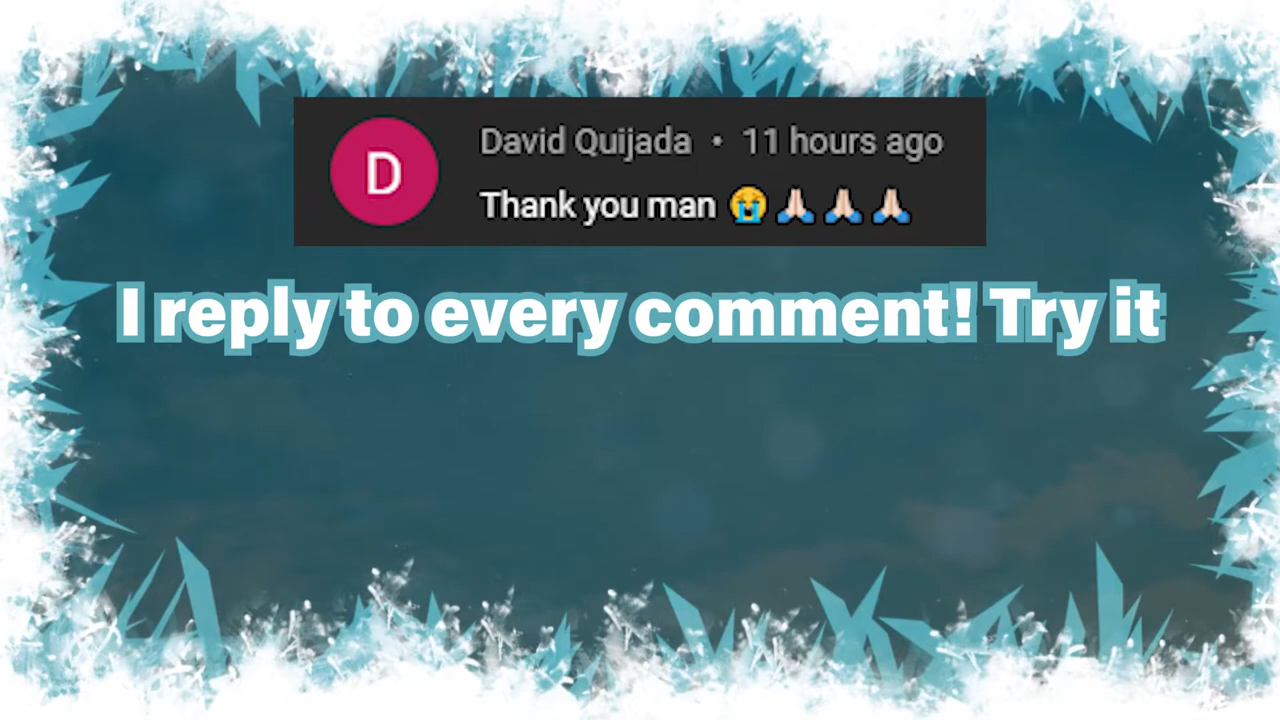 D
David Quijada • 11 hours ago
Thank you man 😭🙏🏻🙏🏻🙏🏻
I reply to every comment! Try it